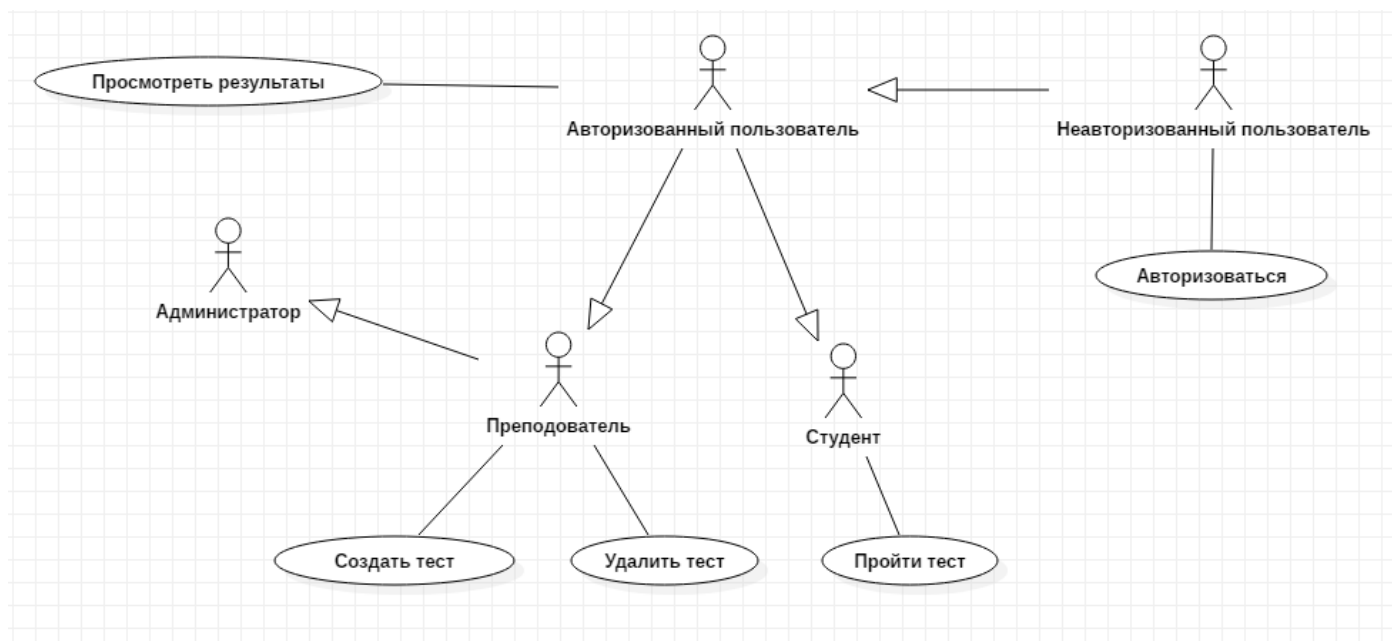 Просмотреть результаты
Авторизованный пользователь
Неавторизованный пользователь
Авторизоваться
Администратор
Преподователь
Студент
Создать тест
Удалить тест
Пройти тест